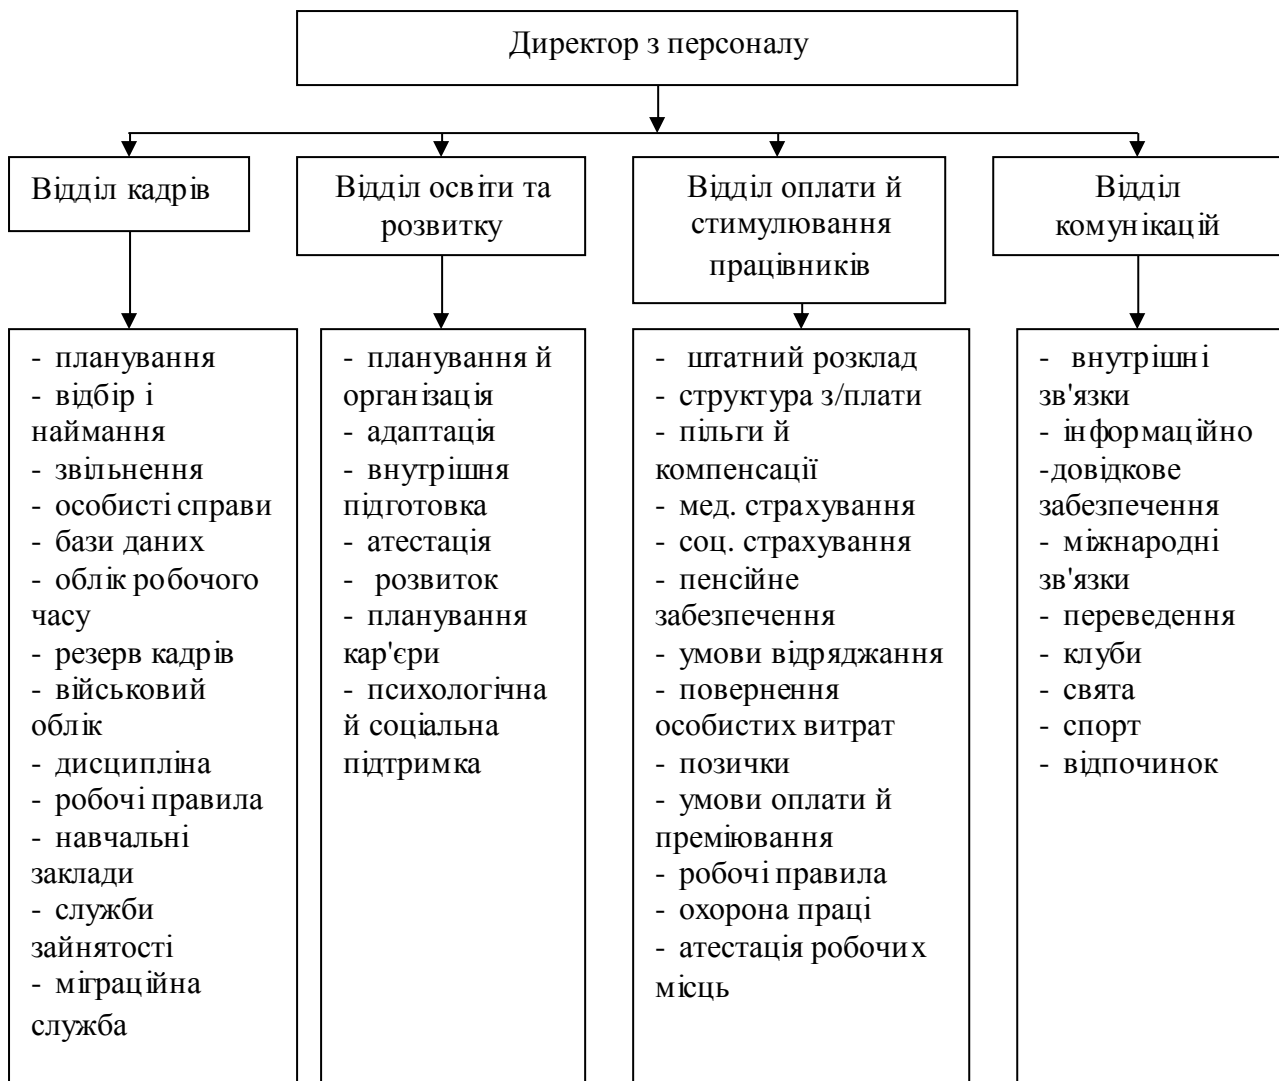 Директор з персоналу
Відділ кадрів
Відділ освіти та
розвитку
Відділ оплати й
стимулювання
працівників
Відділ
комунікацій
- планування
- відбір і
наймання
- звільнення
- особисті справи
- бази даних
- облік робочого
часу
- резерв кадрів
- військовий
облік
- дисципліна
- робочі правила
- навчальні
заклади
- служби
зайнятості
- міграційна
служба
- планування й
організація
- адаптація
- внутрішня
підготовка
- атестація
- розвиток
- планування
кар'єри
- психологічна
й соціальна
підтримка
- штатний розклад
- структура з/плати
- пільги й
компенсації
- мед. страхування
- соц. страхування
- пенсійне
забезпечення
- умови відряджання
- повернення
особистих витрат
- позички
- умови оплати й
преміювання
- робочі правила
- охорона праці
- атестація робочих
місць
- внутрішні
зв'язки
- інформаційно
-довідкове
забезпечення
- міжнародні
зв'язки
- переведення
- клуби
- свята
- спорт
- відпочинок